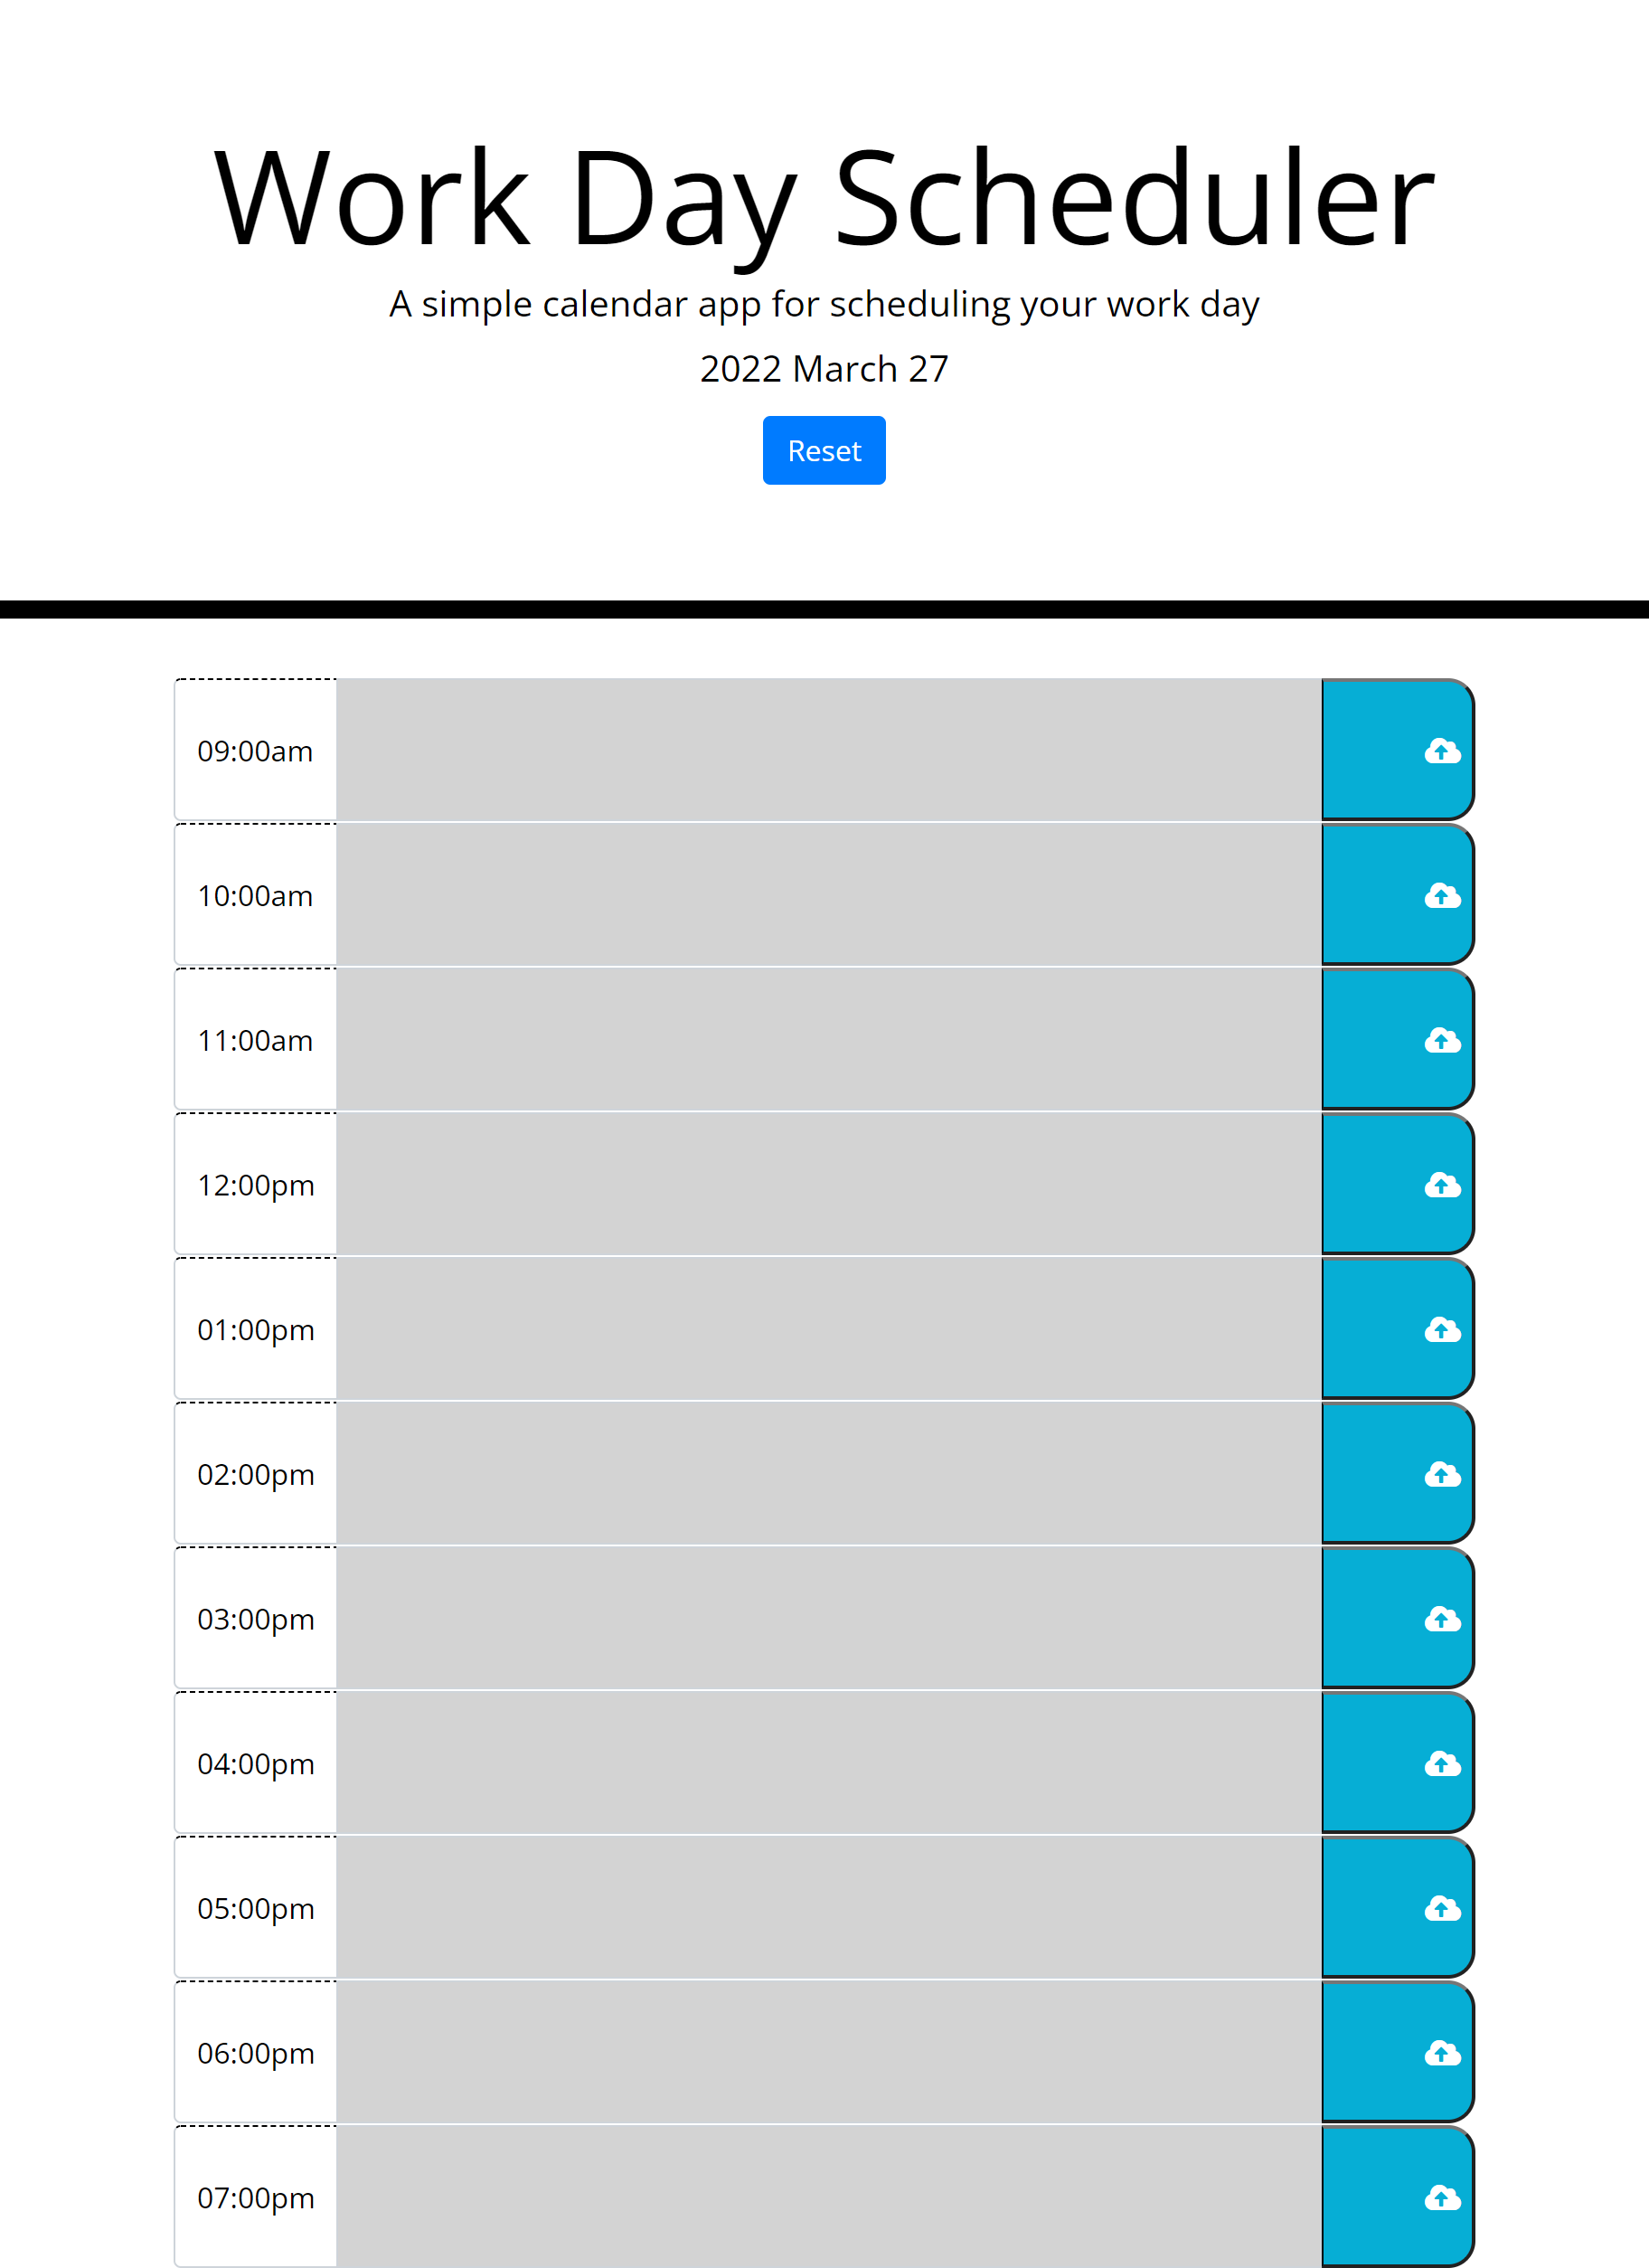 Work Day Scheduler
A simple calendar app for scheduling your work day
2022 March 27
Reset
09:00am
10:00am
11:00am
12:00pm
01:00pm
02:00pm
03:00pm
04:00pm
05:00pm
06:00pm
07:00pm